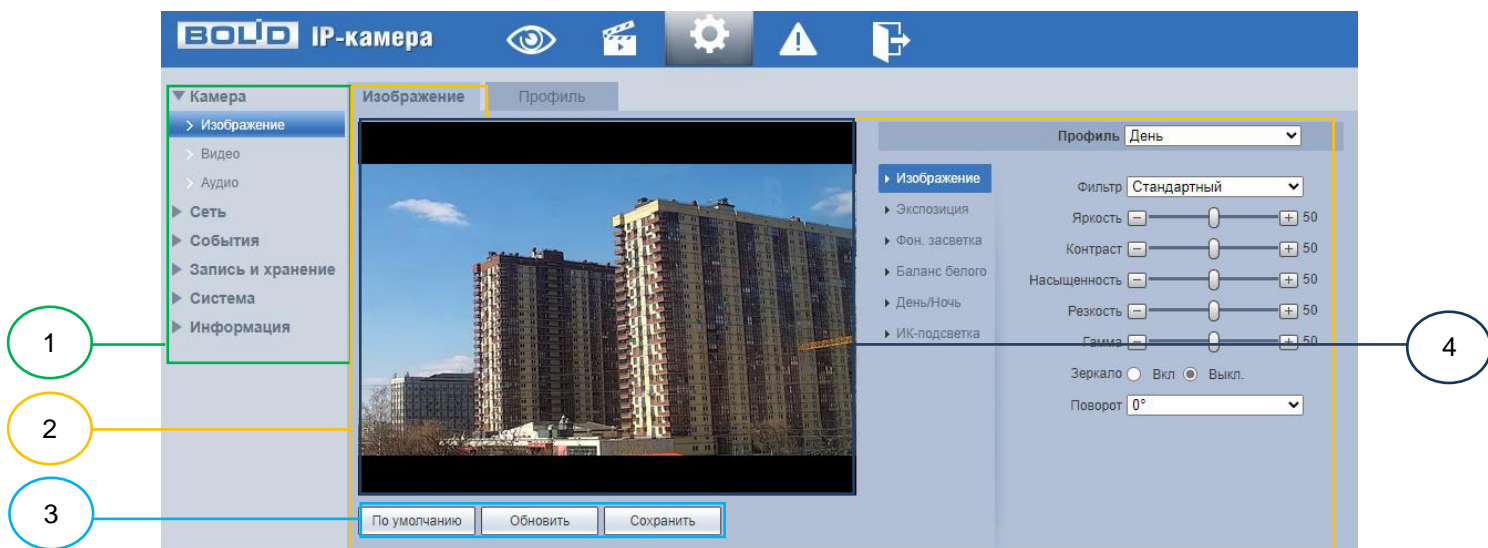 BOLID IP-камера
Камера
Изображение
Видео
Аудио
Сеть
События
Запись и хранение
Система
Информация
Изображение Профиль
Профиль День
Изображение
Экспозиция
Фон. засветка
Баланс белого
День/Ночь
ИК-подсветка
Фильтр Стандартный
Яркость 50
Контраст 50
Насыщенность 50
Резкость 50
Гамма 50
Зеркало Вкл Выкл.
Поворот 0°
По умолчанию Обновить Сохранить
1
2
3
4